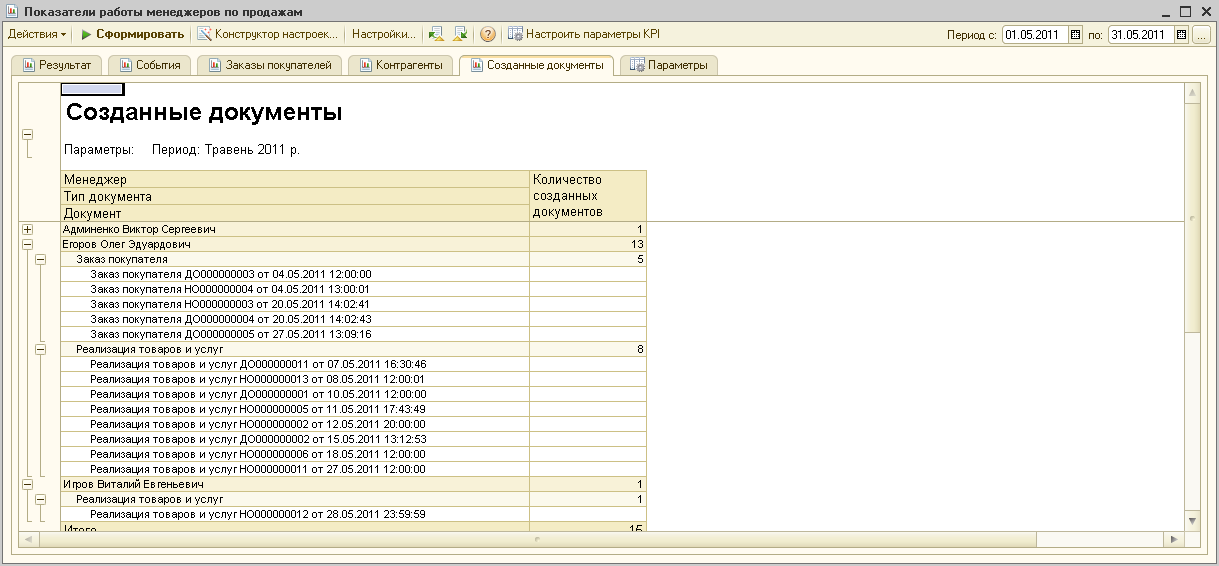 Показатели работы менеджеров по продажам
Действия Сформировать Конструктор настроек... Настройки... Настроить параметры KPI Период с: 01.05.2011 по: 31.05.2011 ...
Результат События Заказы покупателей Контрагенты Созданные документы Параметры
Созданные документы
Параметры: Период: Травень 2011 р.
Менеджер Количество
Тип документа созданных
Документ документов
Админенко Виктор Сергеевич 1
Егоров Олег Эдуардович 13
Заказ покупателя 5
Заказ покупателя ДО000000003 от 04.05.2011 12:00:00
Заказ покупателя НО000000004 от 04.05.2011 13:00:01
Заказ покупателя НО000000003 от 20.05.2011 14:02:41
Заказ покупателя ДО000000004 от 20.05.2011 14:02:43
Заказ покупателя ДО000000005 от 27.05.2011 13:09:16
Реализация товаров и услуг 8
Реализация товаров и услуг ДО000000011 от 07.05.2011 16:30:46
Реализация товаров и услуг НО000000013 от 08.05.2011 12:00:01
Реализация товаров и услуг ДО000000001 от 10.05.2011 12:00:00
Реализация товаров и услуг НО000000005 от 11.05.2011 17:43:49
Реализация товаров и услуг НО000000002 от 12.05.2011 20:00:00
Реализация товаров и услуг ДО000000002 от 15.05.2011 13:12:53
Реализация товаров и услуг НО000000006 от 18.05.2011 12:00:00
Реализация товаров и услуг НО000000011 от 27.05.2011 12:00:00
Игров Виталий Евгеньевич 1
Реализация товаров и услуг 1
Реализация товаров и услуг НО000000012 от 28.05.2011 23:59:59
Итого 15